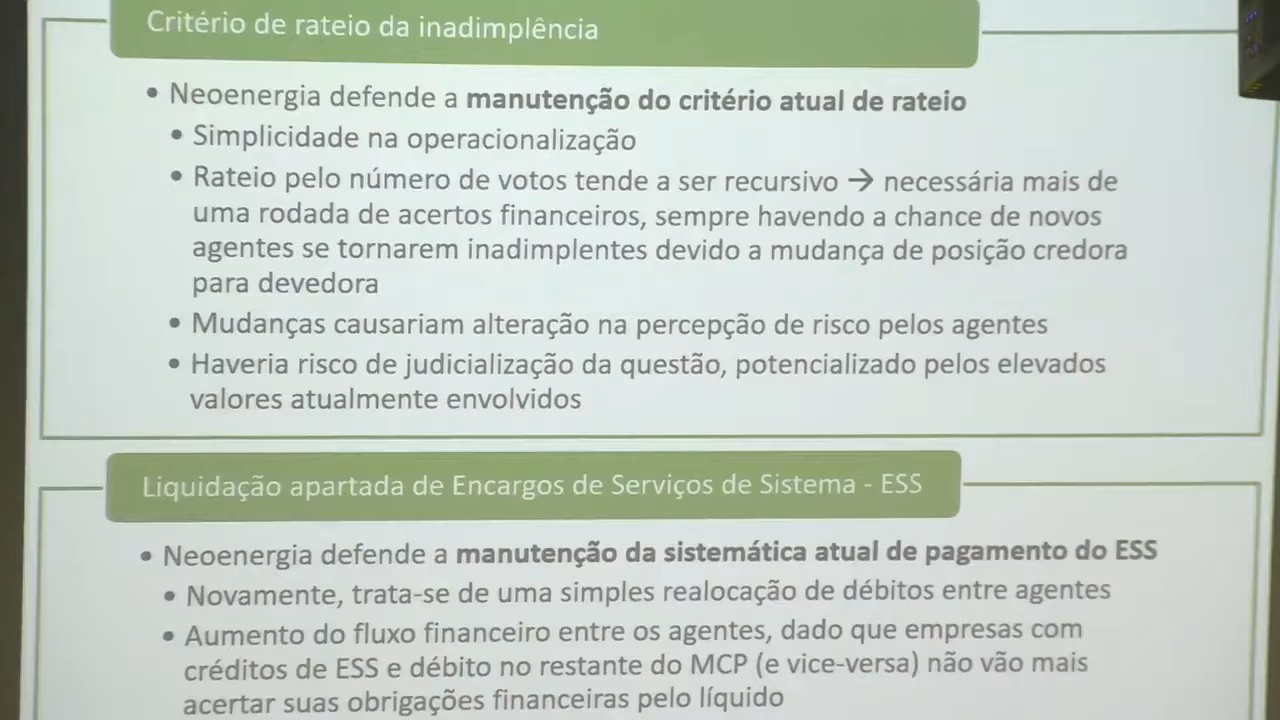 Critério de rateio da inadimplência
• Neoenergia defende a manutenção do critério atual de rateio
• Simplicidade na operacionalização
• Rateio pelo número de votos tende a ser recursivo → necessária mais de
uma rodada de acertos financeiros, sempre havendo a chance de novos
agentes se tornarem inadimplentes devido a mudança de posição credora
para devedora
• Mudanças causariam alteração na percepção de risco pelos agentes
• Haveria risco de judicialização da questão, potencializado pelos elevados
valores atualmente envolvidos
Liquidação apartada de Encargos de Serviços de Sistema - ESS
• Neoenergia defende a manutenção da sistemática atual de pagamento do ESS
• Novamente, trata-se de uma simples realocação de débitos entre agentes
• Aumento do fluxo financeiro entre os agentes, dado que empresas com
créditos de ESS e débito no restante do MCP (e vice-versa) não vão mais
acertar suas obrigações financeiras pelo líquido